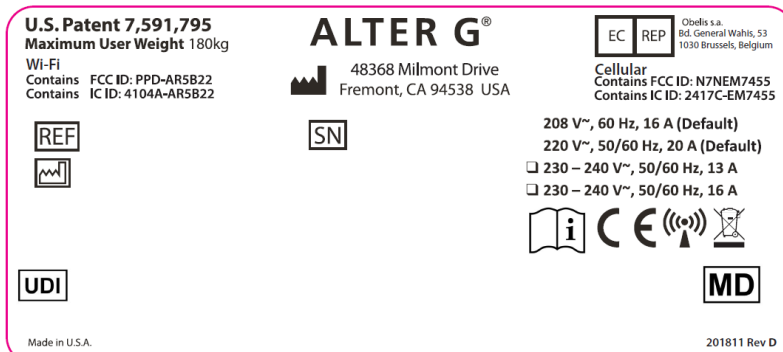 U.S. Patent 7,591,795
Maximum User Weight 180kg
Wi-Fi
Contains FCC ID: PPD-AR5B22
Contains IC ID: 4104A-AR5B22
ALTER G®
48368 Milmont Drive
Fremont, CA 94538 USA
EC REP
Obelis s.a.
Bd. General Wahis, 53
1030 Brussels, Belgium
Cellular
Contains FCC ID: N7NEM7455
Contains IC ID: 2417C-EM7455
REF
SN
208 V~, 60 Hz, 16 A (Default)
220 V~, 50/60 Hz, 20 A (Default)
❑ 230 – 240 V~, 50/60 Hz, 13 A
❑ 230 – 240 V~, 50/60 Hz, 16 A
i CE
UDI
MD
Made in U.S.A.
201811 Rev D